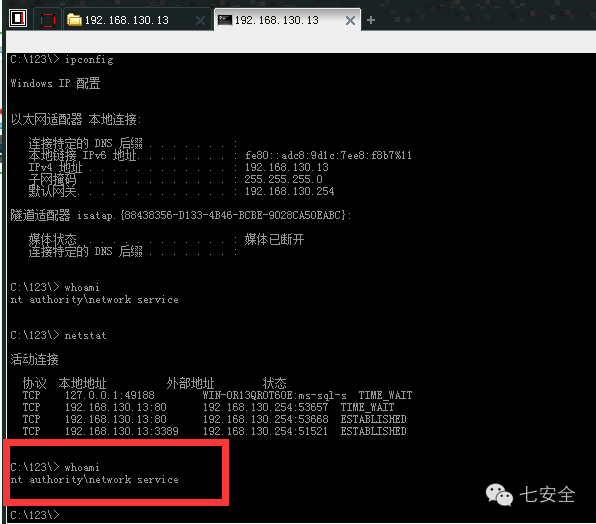 192.168.130.13
192.168.130.13
C:\123\> ipconfig
Windows IP 配置
以太网适配器 本地连接:
连接特定的 DNS 后缀 . . . . . . . :
本地链接 IPv6 地址. . . . . . . . : fe80::adc8:9d1c:7ee8:f8b7%11
IPv4 地址 . . . . . . . . . . . . : 192.168.130.13
子网掩码 . . . . . . . . . . . . : 255.255.255.0
默认网关. . . . . . . . . . . . . : 192.168.130.254
隧道适配器 isatap.{88438356-D133-4B46-BCBE-9028CA50EABC}:
媒体状态 . . . . . . . . . . . . : 媒体已断开
连接特定的 DNS 后缀 . . . . . . . :
C:\123\> whoami
nt authority\network service
C:\123\> netstat
活动连接
协议 本地地址 外部地址 状态
TCP 127.0.0.1:49188 WIN-OR13QROT6OE:ms-sql-s TIME_WAIT
TCP 192.168.130.13:80 192.168.130.254:53657 TIME_WAIT
TCP 192.168.130.13:80 192.168.130.254:53668 ESTABLISHED
TCP 192.168.130.13:3389 192.168.130.254:51521 ESTABLISHED
C:\123\> whoami
nt authority\network service
C:\123\>
七安全